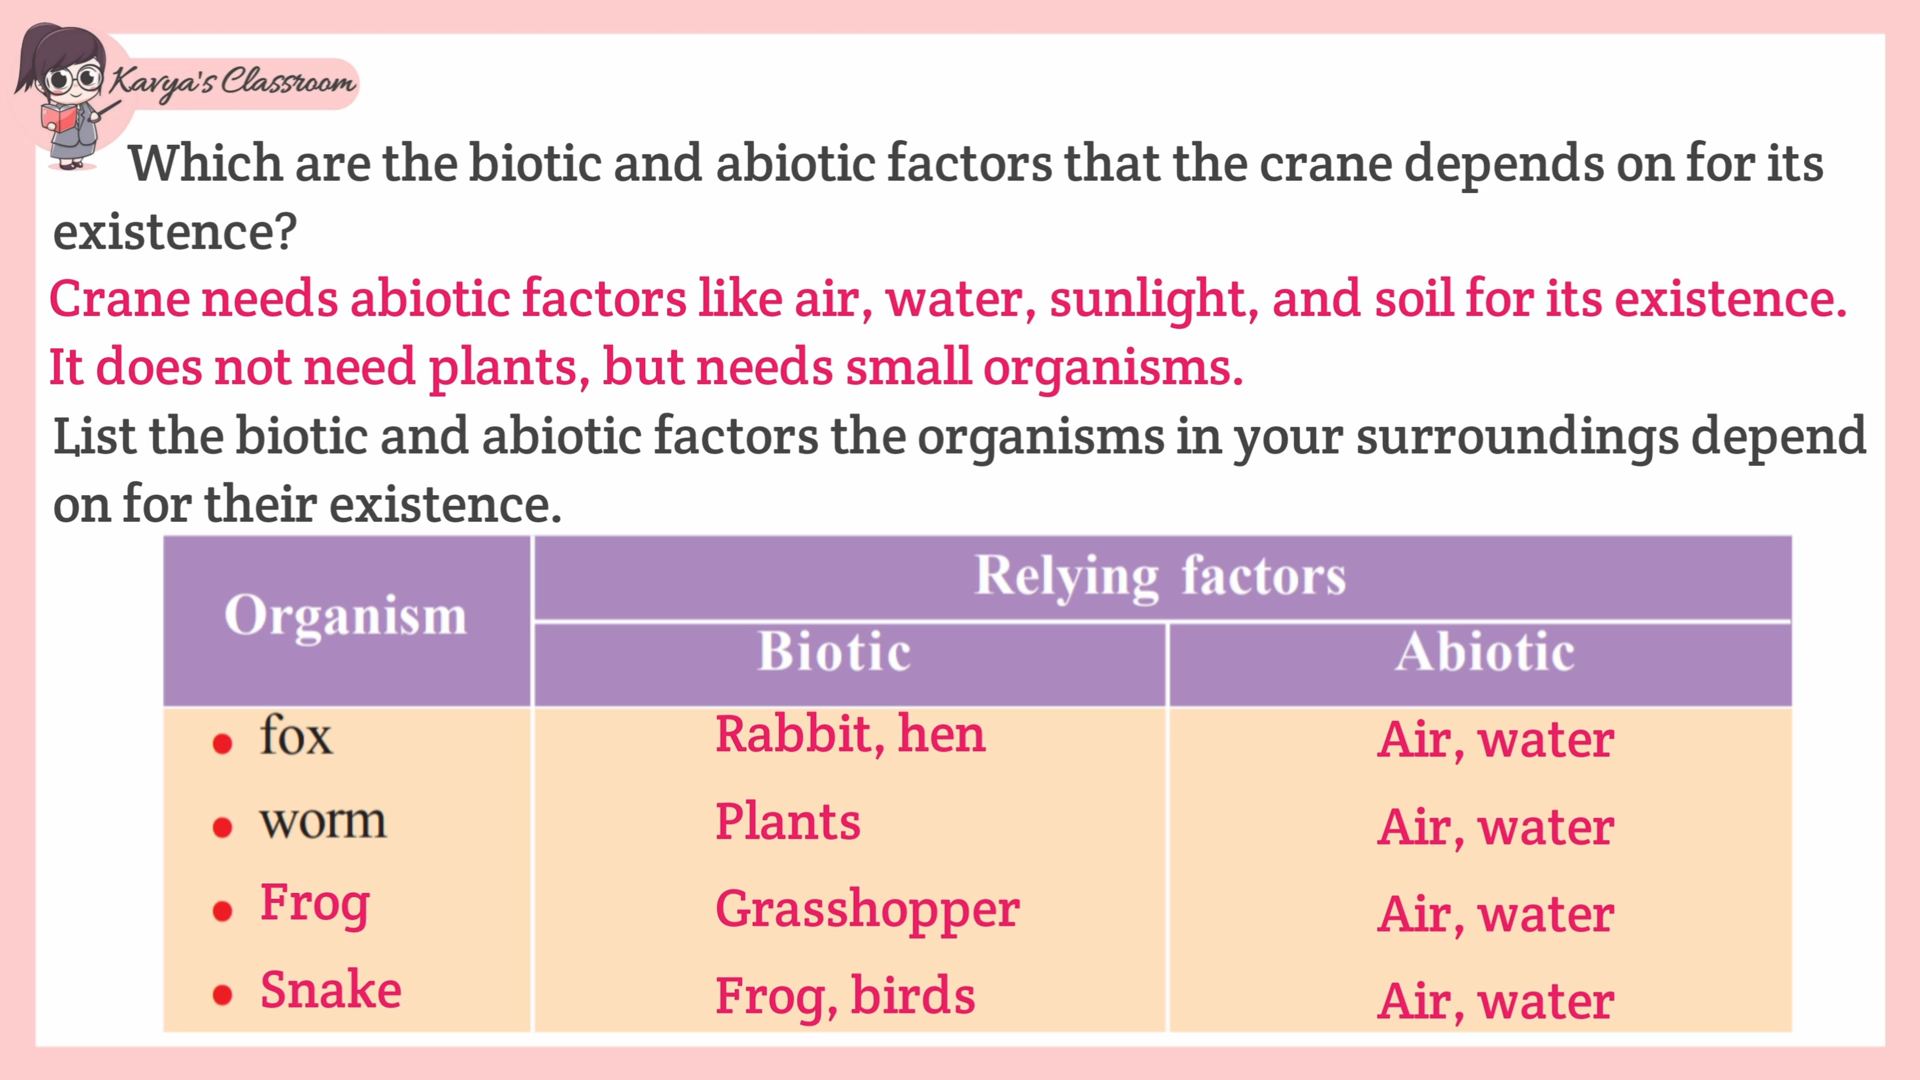 Karya's Classroom
Which are the biotic and abiotic factors that the crane depends on for its
existence?
Crane needs abiotic factors like air, water, sunlight, and soil for its existence.
It does not need plants, but needs small organisms.
List the biotic and abiotic factors the organisms in your surroundings depend
on for their existence.
Organism
Relying factors
Biotic Abiotic
• fox Rabbit, hen Air, water
• worm Plants Air, water
• Frog Grasshopper Air, water
• Snake Frog, birds Air, water